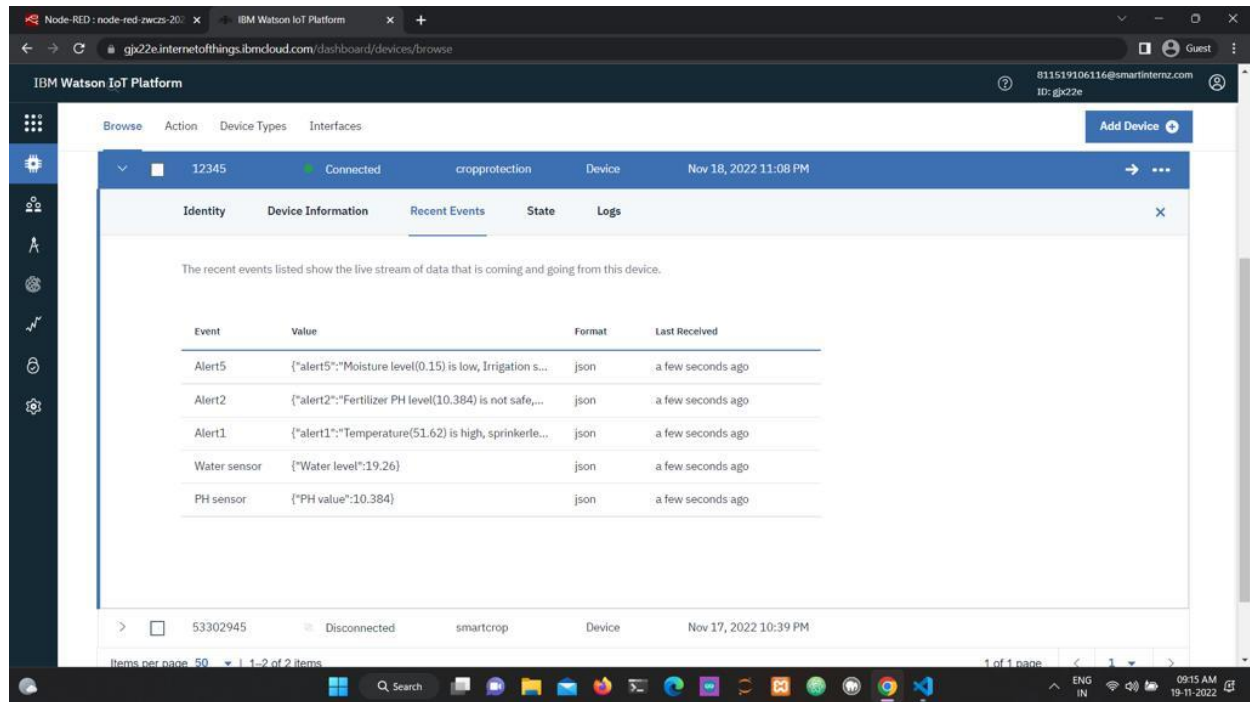 Node-RED : node-red-zwczs-202
IBM Watson IoT Platform
gjx22e.internetofthings.ibmcloud.com/dashboard/devices/browse
Guest
IBM Watson IoT Platform
811519106116@smartinternz.com
ID: gjx22e
Browse Action Device Types Interfaces
Add Device
12345 Connected cropprotection Device Nov 18, 2022 11:08 PM
Identity Device Information Recent Events State Logs
The recent events listed show the live stream of data that is coming and going from this device.
Event Value Format Last Received
Alert5 {"alert5":"Moisture level(0.15) is low, Irrigation s... json a few seconds ago
Alert2 {"alert2":"Fertilizer PH level(10.384) is not safe,... json a few seconds ago
Alert1 {"alert1":"Temperature(51.62) is high, sprinkerle... json a few seconds ago
Water sensor {"Water level":19.26} json a few seconds ago
PH sensor {"PH value":10.384} json a few seconds ago
53302945 Disconnected smartcrop Device Nov 17, 2022 10:39 PM
Items per page 50 | 1–2 of 2 items 1 of 1 page 1
Search
ENG
IN
09:15 AM
19-11-2022